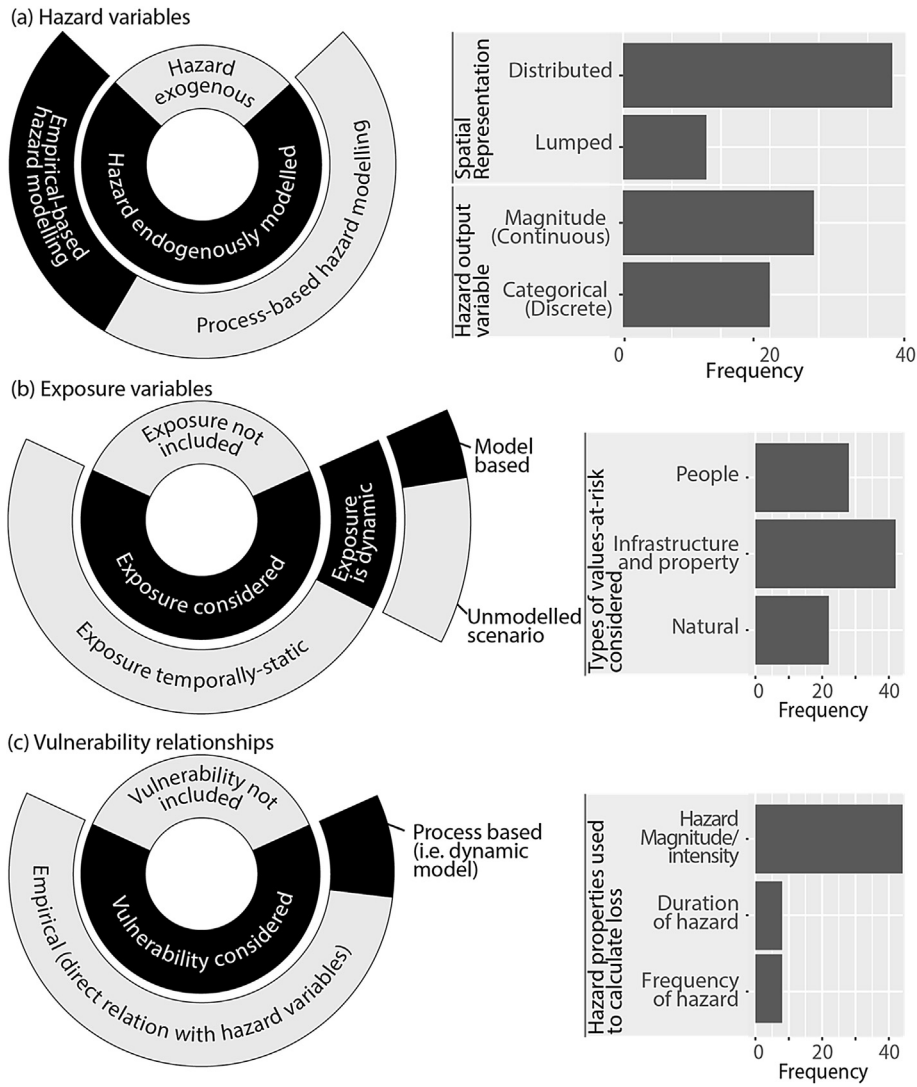 (a) Hazard variables
Hazard
exogenous
Hazard endogenously modelled
Empirical-based
hazard modelling
Process-based hazard modelling
Spatial
Representation
Distributed
Lumped
Hazard output
variable
Magnitude
(Continuous)
Categorical
(Discrete)
0
20
40
Frequency
(b) Exposure variables
Exposure not
included
Exposure considered
Exposure
is dynamic
Exposure temporally-static
Model
based
Unmodelled
scenario
Types of values-at-risk
considered
People
Infrastructure
and property
Natural
0
20
40
Frequency
(c) Vulnerability relationships
Vulnerability not
included
Vulnerability considered
Empirical (direct relation with hazard variables)
Process based
(i.e. dynamic
model)
Hazard properties used
to calculate loss
Hazard
Magnitude/
intensity
Duration
of hazard
Frequency
of hazard
0
20
40
Frequency